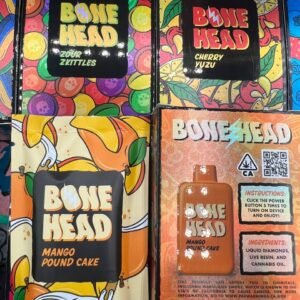 BONE
HEAD
ZOUR
ZKITTLES
BONE
HEAD
CHERRY
YUZU
BONE
HEAD
MANGO
POUND CAKE
BONE HEAD
CA
BONE
HEAD
MANGO
POUND CAKE
INSTRUCTIONS:
CLICK THE POWER
BUTTON 5 TIMES TO
TURN ON DEVICE
AND ENJOY!
INGREDIENTS:
LIQUID DIAMONDS,
LIVE RESIN, AND
CANNABIS OIL.